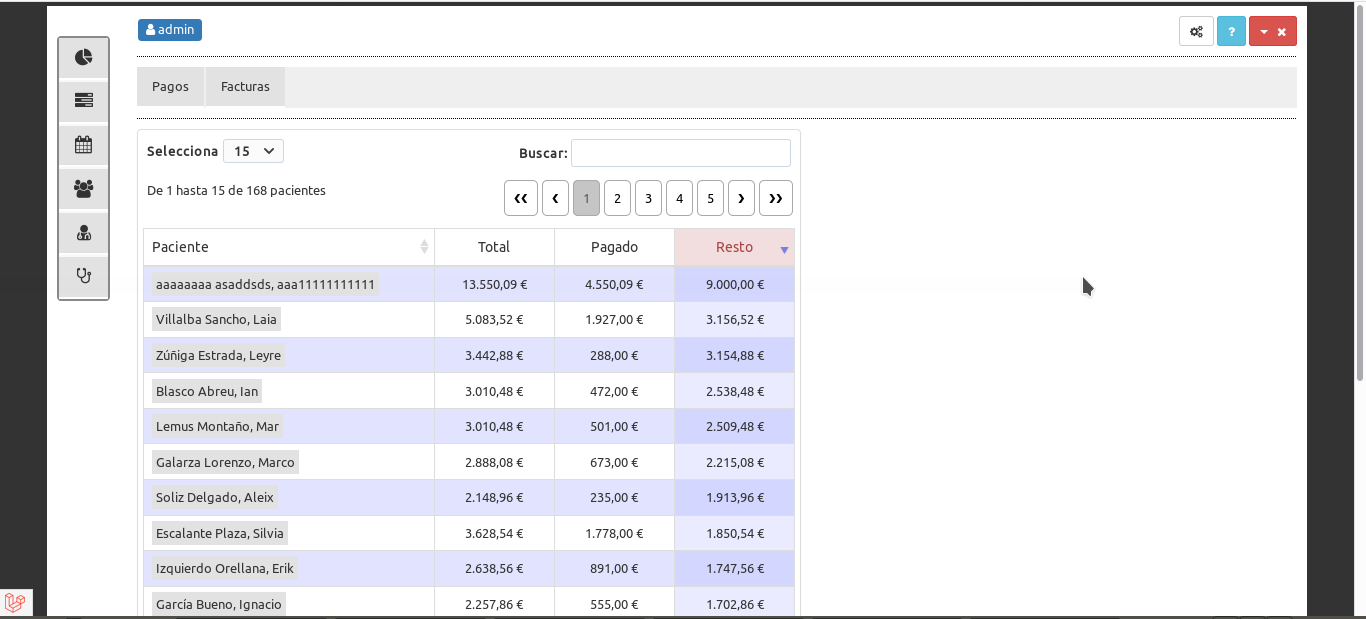 admin
?
Pagos Facturas
Selecciona 15 Buscar:
De 1 hasta 15 de 168 pacientes
1 2 3 4 5
Paciente Total Pagado Resto
aaaaaaaa asaddsds, aaa11111111111 13.550,09 € 4.550,09 € 9.000,00 €
Villalba Sancho, Laia 5.083,52 € 1.927,00 € 3.156,52 €
Zúñiga Estrada, Leyre 3.442,88 € 288,00 € 3.154,88 €
Blasco Abreu, Ian 3.010,48 € 472,00 € 2.538,48 €
Lemus Montaño, Mar 3.010,48 € 501,00 € 2.509,48 €
Galarza Lorenzo, Marco 2.888,08 € 673,00 € 2.215,08 €
Soliz Delgado, Aleix 2.148,96 € 235,00 € 1.913,96 €
Escalante Plaza, Silvia 3.628,54 € 1.778,00 € 1.850,54 €
Izquierdo Orellana, Erik 2.638,56 € 891,00 € 1.747,56 €
García Bueno, Ignacio 2.257,86 € 555,00 € 1.702,86 €